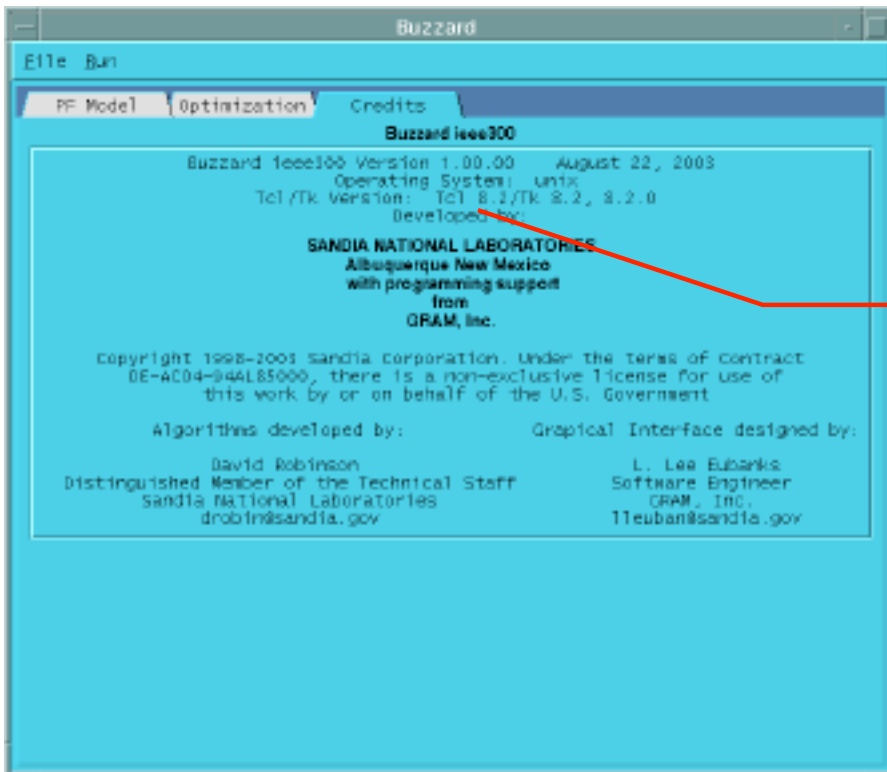 Buzzard
File Run
PF Model Optimization Credits
Buzzard ieee300
Buzzard ieee300 Version 1.00.00 August 22, 2003
Operating System: unix
Tcl/Tk Version: Tcl 8.2/Tk 8.2, 8.2.0
Developed by:
SANDIA NATIONAL LABORATORIES
Albuquerque New Mexico
with programming support
from
GRAM, Inc.
Copyright 1998-2003 Sandia Corporation. Under the terms of Contract
DE-AC04-94AL85000, there is a non-exclusive license for use of
this work by or on behalf of the U.S. Government
Algorithms developed by: Grapical Interface designed by:
David Robinson L. Lee Eubanks
Distinguished Member of the Technical Staff Software Engineer
Sandia National Laboratories GRAM, Inc.
drobin@sandia.gov lleuban@sandia.gov